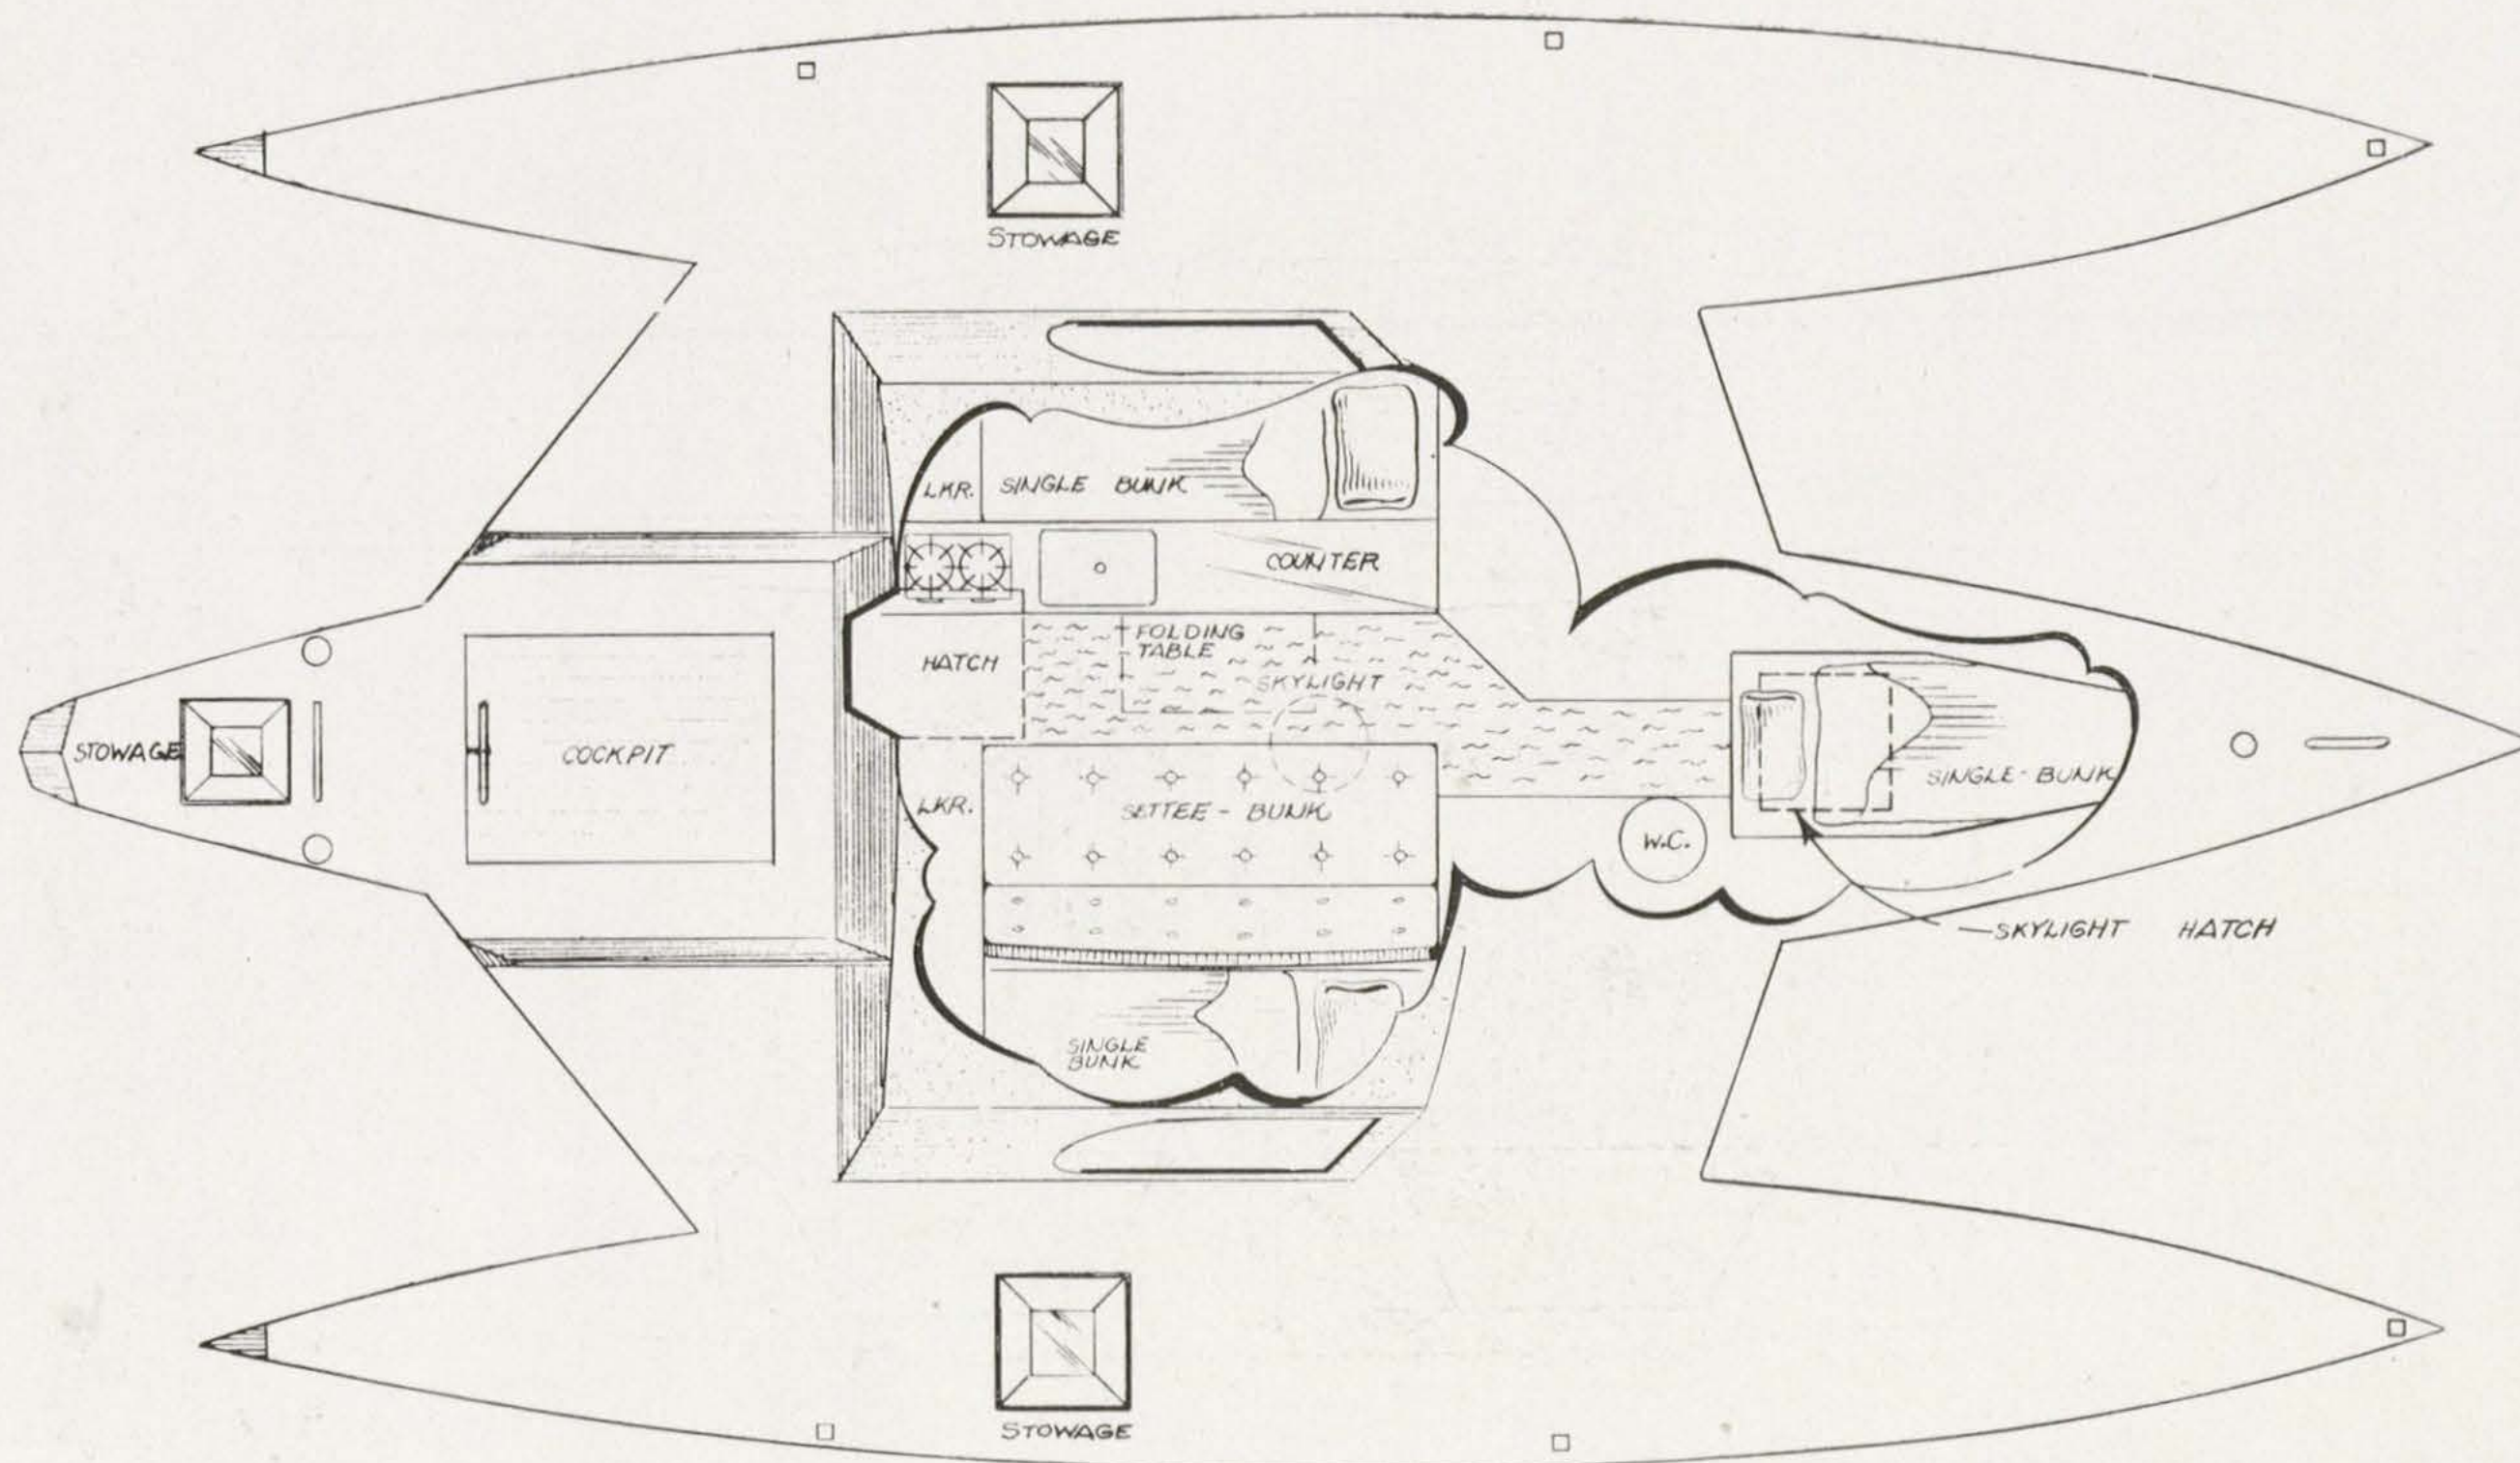 STOWAGE
LKR.
SINGLE BUNK
COUNTER
FOLDING
TABLE
HATCH
SKYLIGHT
STOWAGE
COCKPIT
SINGLE-BUNK
LKR.
SETTEE - BUNK
W.C.
SKYLIGHT HATCH
SINGLE
BUNK
STOWAGE